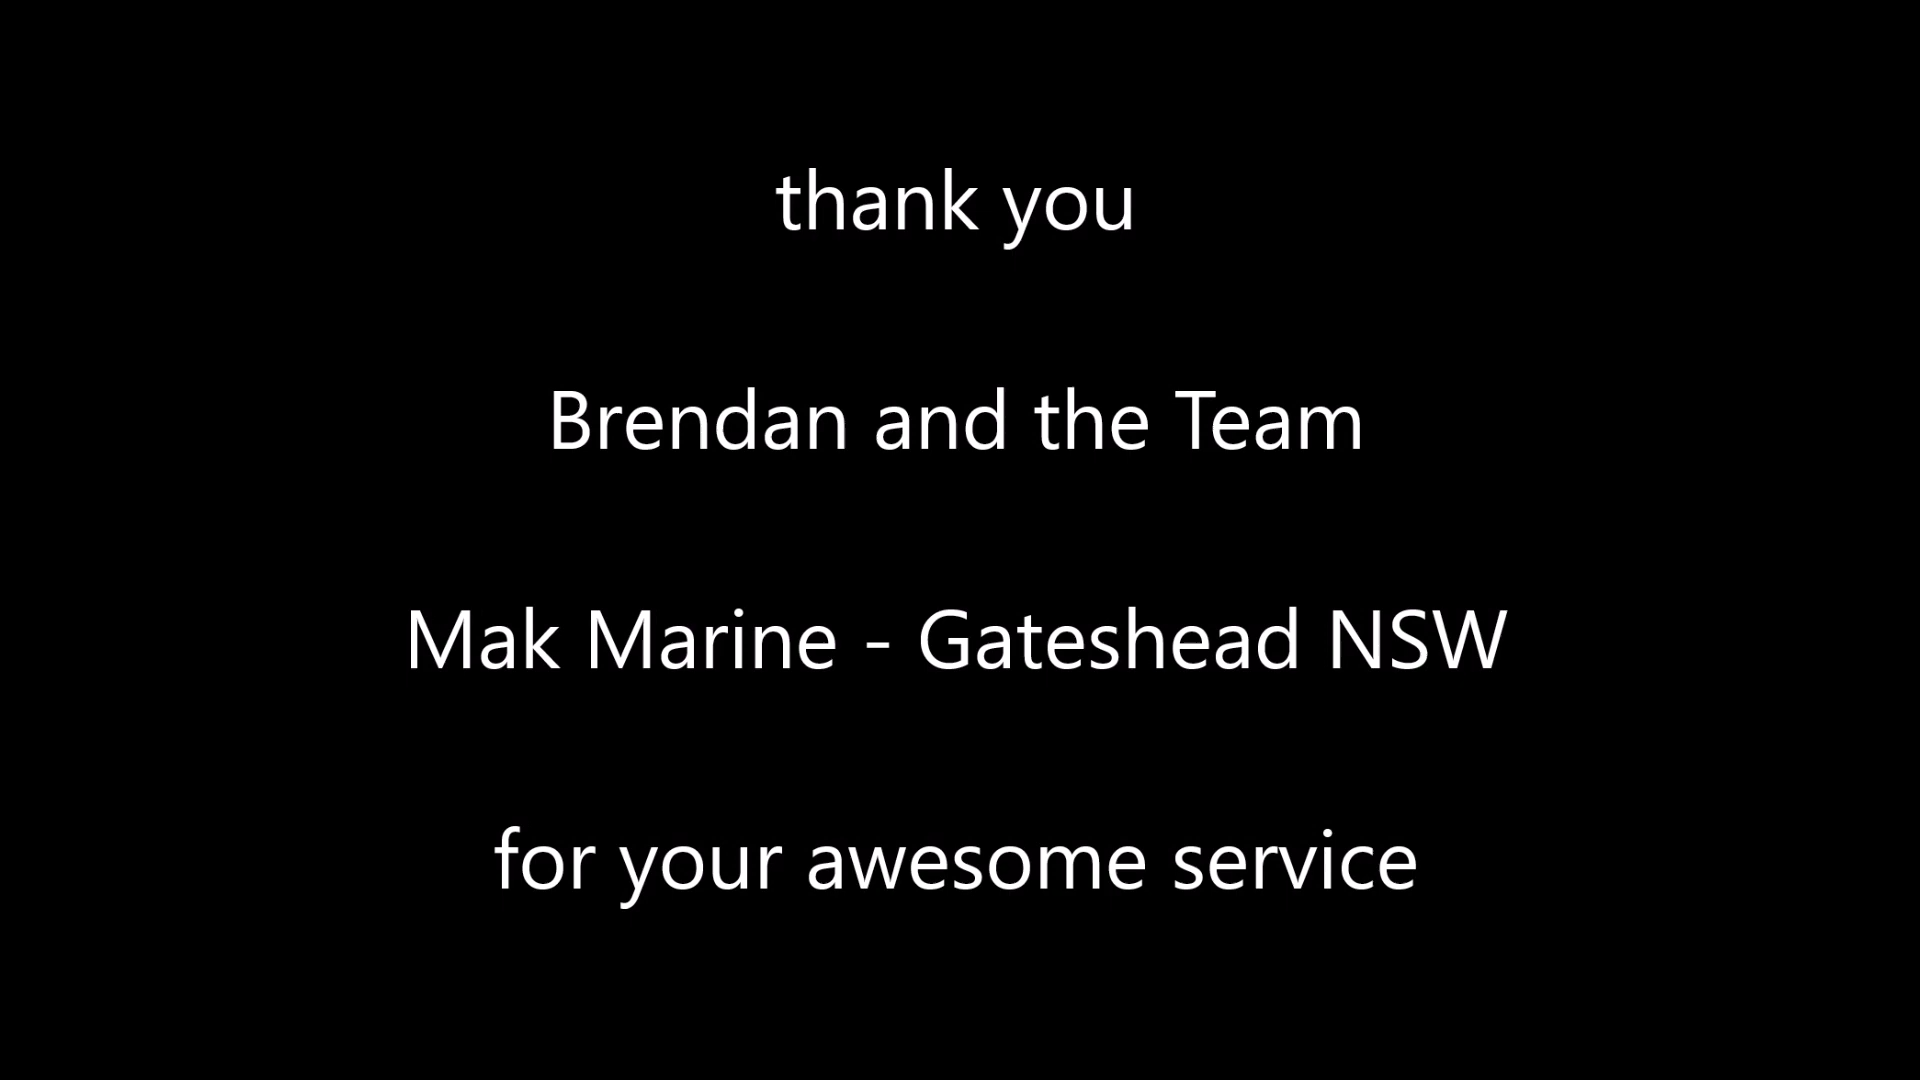 thank you
Brendan and the Team
Mak Marine - Gateshead NSW
for your awesome service